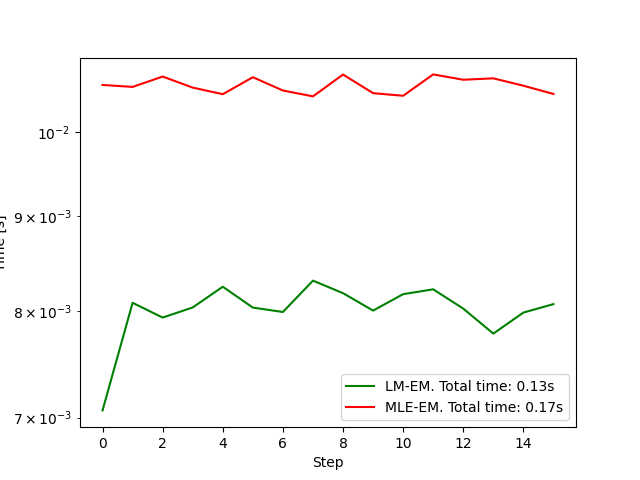 10⁻²
9 × 10⁻³
8 × 10⁻³
7 × 10⁻³
0 2 4 6 8 10 12 14
Step
LM-EM. Total time: 0.13s
MLE-EM. Total time: 0.17s